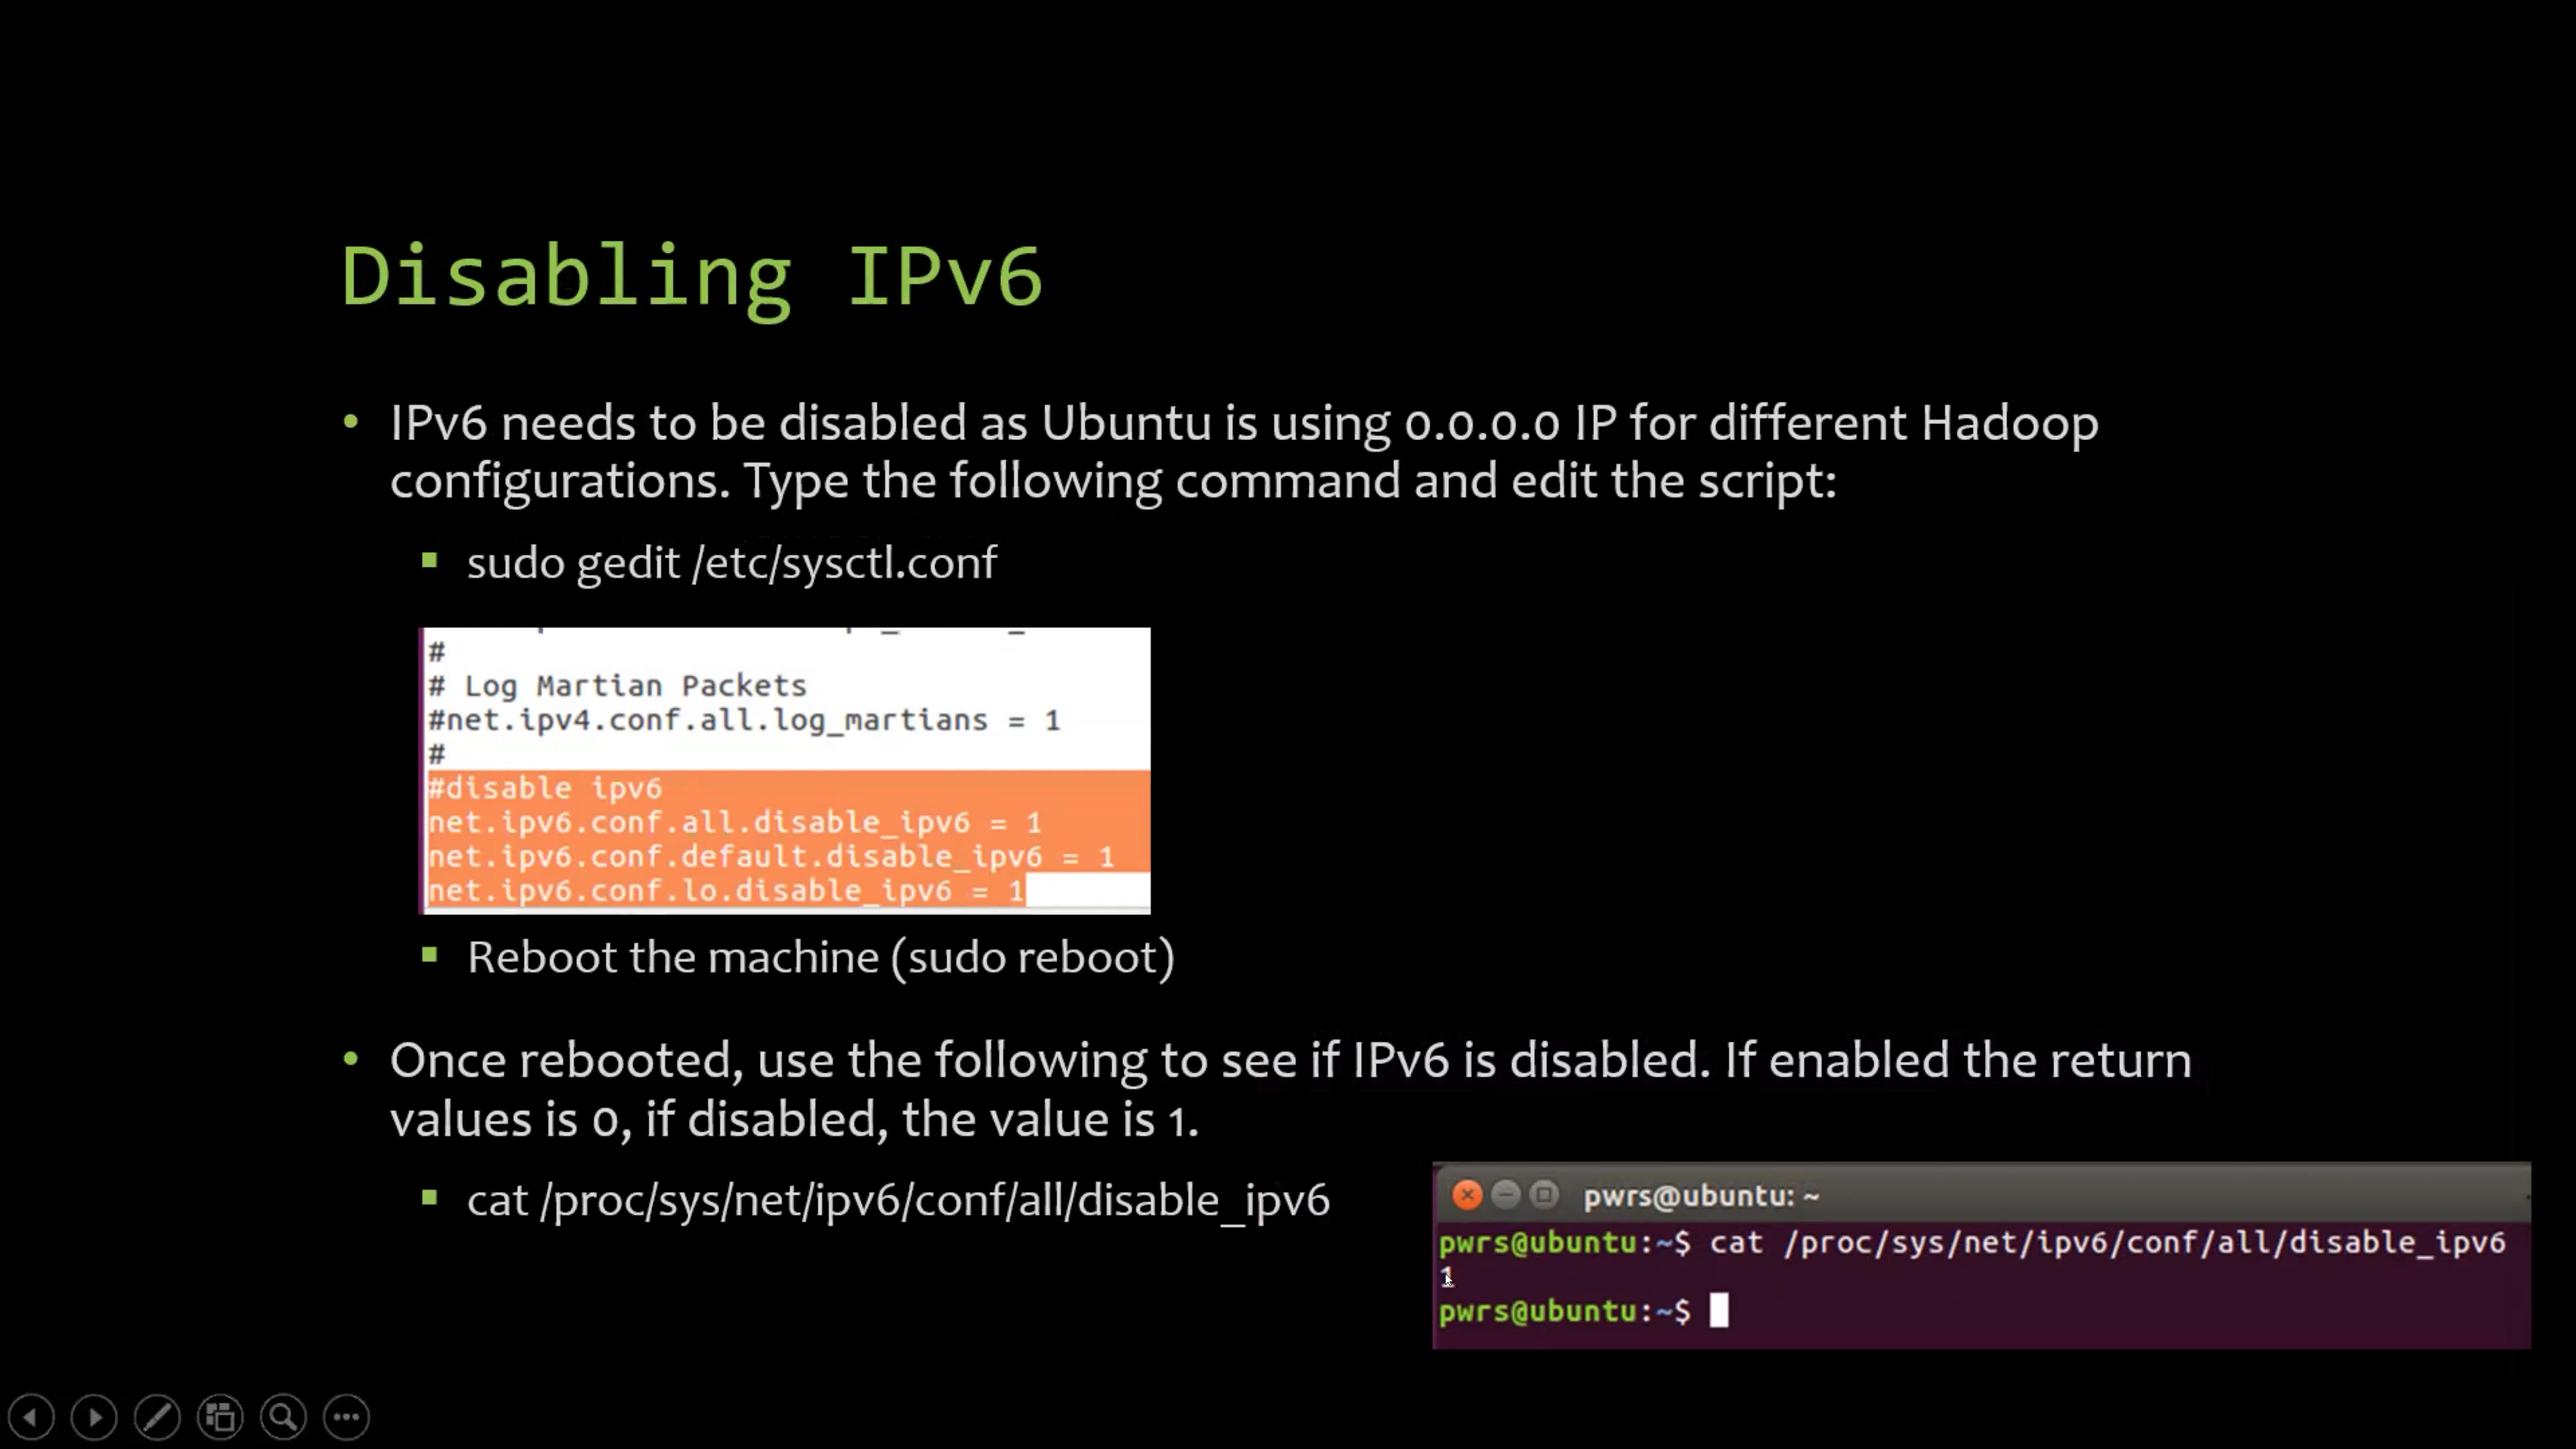 Disabling IPv6
• IPv6 needs to be disabled as Ubuntu is using 0.0.0.0 IP for different Hadoop
configurations. Type the following command and edit the script:
▪ sudo gedit /etc/sysctl.conf
#
# Log Martian Packets
#net.ipv4.conf.all.log_martians = 1
#
#disable ipv6
net.ipv6.conf.all.disable_ipv6 = 1
net.ipv6.conf.default.disable_ipv6 = 1
net.ipv6.conf.lo.disable_ipv6 = 1
▪ Reboot the machine (sudo reboot)
• Once rebooted, use the following to see if IPv6 is disabled. If enabled the return
values is 0, if disabled, the value is 1.
▪ cat /proc/sys/net/ipv6/conf/all/disable_ipv6
pwrs@ubuntu: ~
pwrs@ubuntu:~$ cat /proc/sys/net/ipv6/conf/all/disable_ipv6
1
pwrs@ubuntu:~$